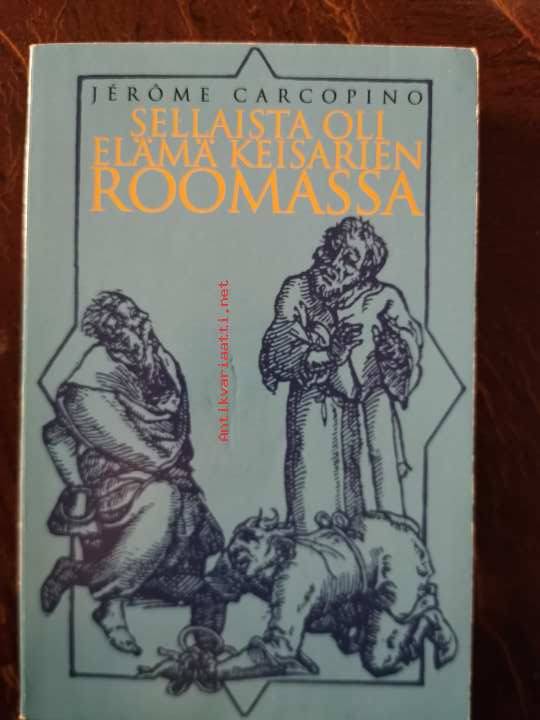 JÉRÔME CARCOPINO
SELLAISTA OLI
ELÄMÄ KEISARIEN
ROOMASSA
Antikvariaatti.net